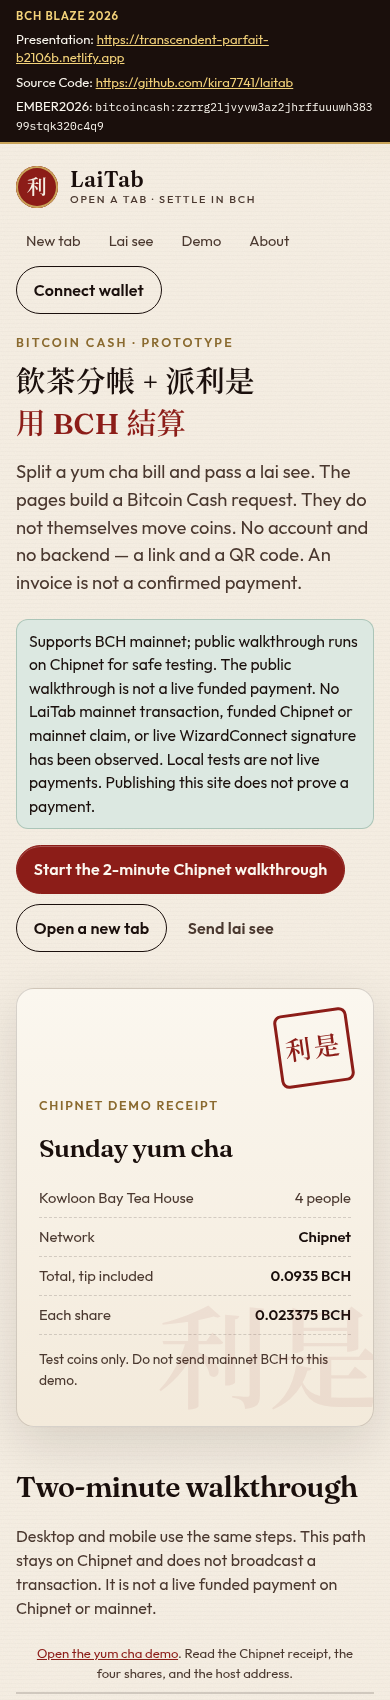 BCH BLAZE 2026
Presentation: https://transcendent-parfait-
b2106b.netlify.app
Source Code: https://github.com/kira7741/laitab
EMBER2026: bitcoincash:zzrrg2ljvyvw3az2jhrffuuuwh383
99stqk320c4q9
利
LaiTab
OPEN A TAB · SETTLE IN BCH
New tab Lai see Demo About
Connect wallet
BITCOIN CASH · PROTOTYPE
飲茶分帳 + 派利是
用 BCH 結算
Split a yum cha bill and pass a lai see. The
pages build a Bitcoin Cash request. They do
not themselves move coins. No account and
no backend — a link and a QR code. An
invoice is not a confirmed payment.
Supports BCH mainnet; public walkthrough runs
on Chipnet for safe testing. The public
walkthrough is not a live funded payment. No
LaiTab mainnet transaction, funded Chipnet or
mainnet claim, or live WizardConnect signature
has been observed. Local tests are not live
payments. Publishing this site does not prove a
payment.
Start the 2-minute Chipnet walkthrough
Open a new tab Send lai see
利是
CHIPNET DEMO RECEIPT
Sunday yum cha
Kowloon Bay Tea House 4 people
Network Chipnet
Total, tip included 0.0935 BCH
Each share 0.023375 BCH
利是
Test coins only. Do not send mainnet BCH to this
demo.
Two-minute walkthrough
Desktop and mobile use the same steps. This path
stays on Chipnet and does not broadcast a
transaction. It is not a live funded payment on
Chipnet or mainnet.
Open the yum cha demo. Read the Chipnet receipt, the
four shares, and the host address.